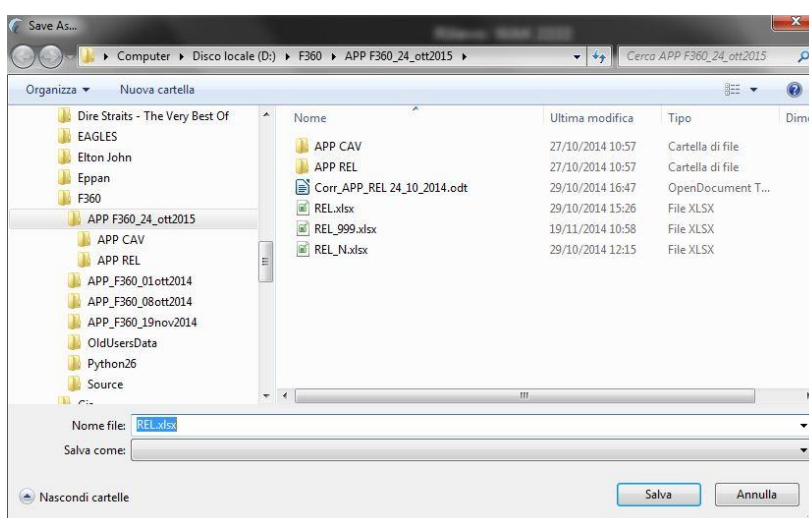 Save As...
Computer Disco locale (D:) F360 APP F360_24_ott2015
Cerca APP F360_24_ott2015
Organizza Nuova cartella
Dire Straits - The Very Best Of
EAGLES
Elton John
Eppan
F360
APP F360_24_ott2015
APP CAV
APP REL
APP_F360_01ott2014
APP_F360_08ott2014
APP_F360_19nov2014
OldUsersData
Python26
Source
Nome Ultima modifica Tipo
APP CAV 27/10/2014 10:57 Cartella di file
APP REL 27/10/2014 10:57 Cartella di file
Corr_APP_REL 24_10_2014.odt 29/10/2014 16:47 OpenDocument T...
REL.xlsx 29/10/2014 15:26 File XLSX
REL_999.xlsx 19/11/2014 10:58 File XLSX
REL_N.xlsx 29/10/2014 12:15 File XLSX
Nome file: REL.xlsx
Salva come:
Nascondi cartelle
Salva Annulla